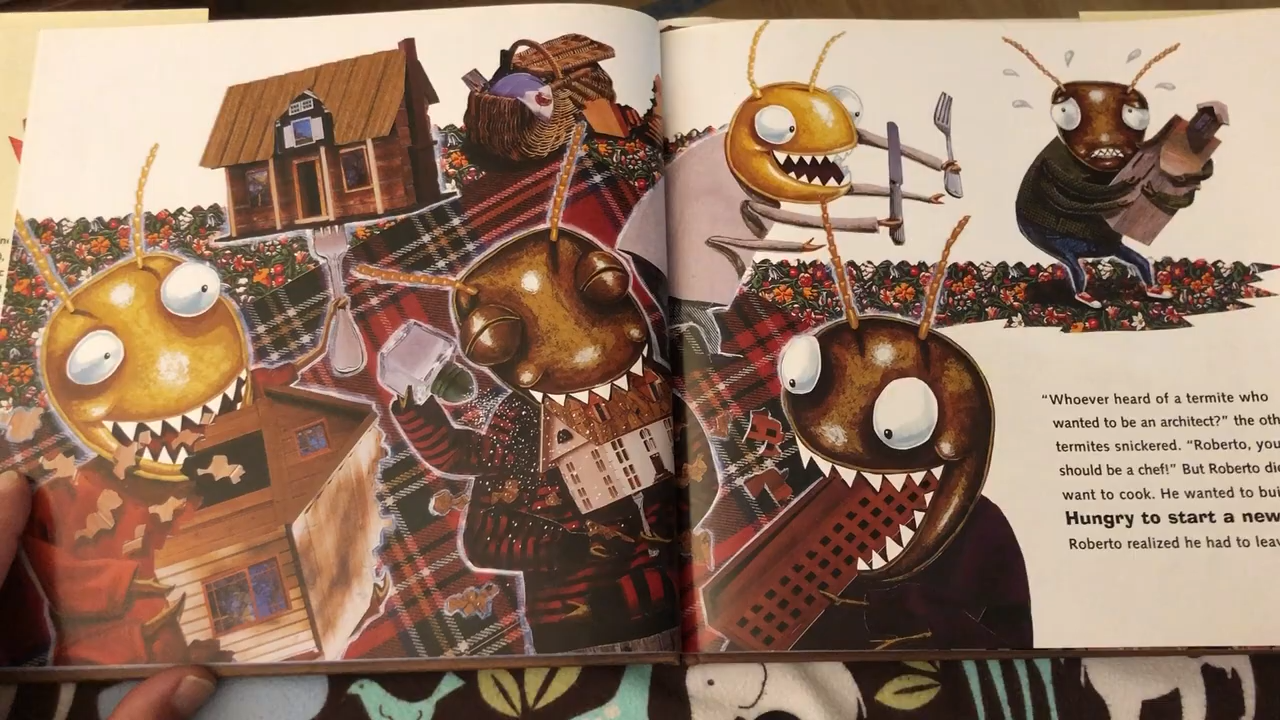 “Whoever heard of a termite who
wanted to be an architect?” the
termites snickered. “Roberto,
should be a chef!” But Roberto
want to cook. He wanted to
Hungry to start a new
Roberto realized he had to